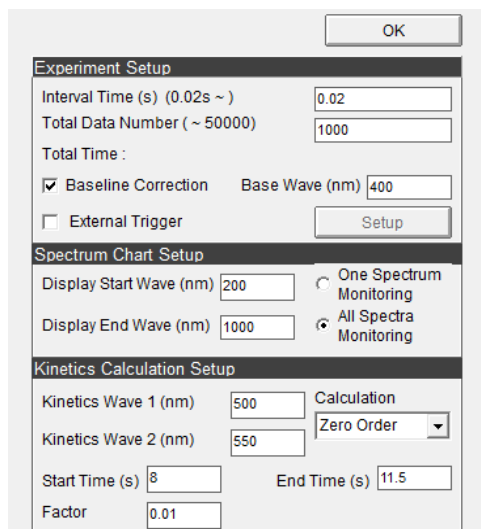 OK
Experiment Setup
Interval Time (s) (0.02s ~ ) 0.02
Total Data Number ( ~ 50000) 1000
Total Time :
Baseline Correction Base Wave (nm) 400
External Trigger Setup
Spectrum Chart Setup
Display Start Wave (nm) 200
One Spectrum
Monitoring
Display End Wave (nm) 1000
All Spectra
Monitoring
Kinetics Calculation Setup
Kinetics Wave 1 (nm) 500
Calculation
Zero Order
Kinetics Wave 2 (nm) 550
Start Time (s) 8 End Time (s) 11.5
Factor 0.01